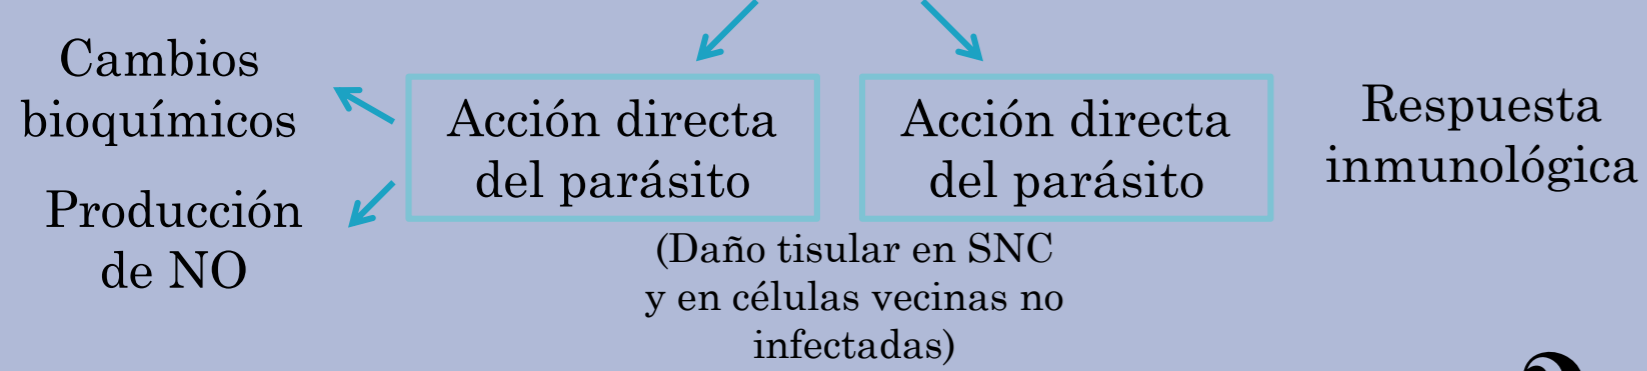 Cambios
bioquímicos
Producción
de NO
Acción directa
del parásito
Acción directa
del parásito
(Daño tisular en SNC
y en células vecinas no
infectadas)
Respuesta
inmunológica